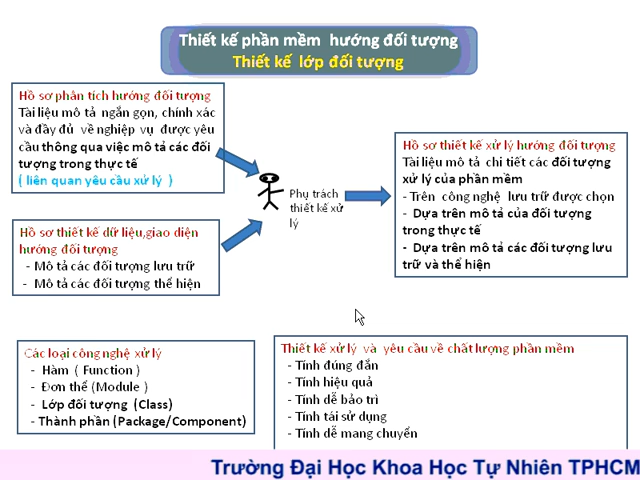 Thiết kế phần mềm hướng đối tượng
Thiết kế lớp đối tượng
Hồ sơ phân tích hướng đối tượng
Tài liệu mô tả ngắn gọn, chính xác
và đầy đủ về nghiệp vụ được yêu
cầu thông qua việc mô tả các đối
tượng trong thực tế
( liên quan yêu cầu xử lý )
Hồ sơ thiết kế dữ liệu,giao diện
hướng đối tượng
- Mô tả các đối tượng lưu trữ
- Mô tả các đối tượng thể hiện
Phụ trách
thiết kế xử
lý
Hồ sơ thiết kế xử lý hướng đối tượng
Tài liệu mô tả chi tiết các đối tượng
xử lý của phần mềm
- Trên công nghệ lưu trữ được chọn
- Dựa trên mô tả của đối tượng
trong thực tế
- Dựa trên mô tả các đối tượng lưu
trữ và thể hiện
Các loại công nghệ xử lý
- Hàm ( Function )
- Đơn thể (Module )
- Lớp đối tượng (Class)
- Thành phần (Package/Component)
Thiết kế xử lý và yêu cầu về chất lượng phần mềm
- Tính đúng đắn
- Tính hiệu quả
- Tính dễ bảo trì
- Tính tái sử dụng
- Tính dễ mang chuyển
Trường Đại Học Khoa Học Tự Nhiên TPHCM